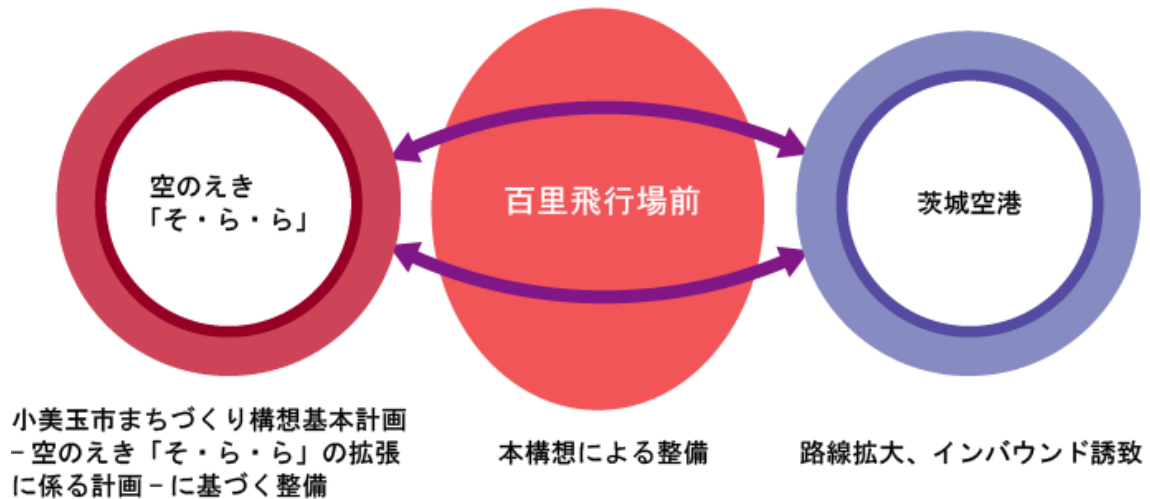 空のえき
「そ・ら・ら」
百里飛行場前
茨城空港
小美玉市まちづくり構想基本計画
−空のえき「そ・ら・ら」の拡張
に係る計画−に基づく整備
本構想による整備
路線拡大、インバウンド誘致